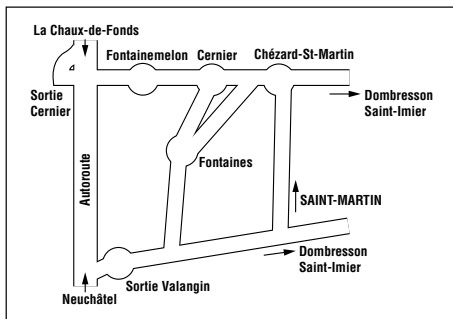 La Chaux-de-Fonds
Fontainemelon
Cernier
Chézard-St-Martin
Sortie
Cernier
Dombresson
Saint-Imier
Fontaines
Autoroute
SAINT-MARTIN
Dombresson
Saint-Imier
Sortie Valangin
Neuchâtel